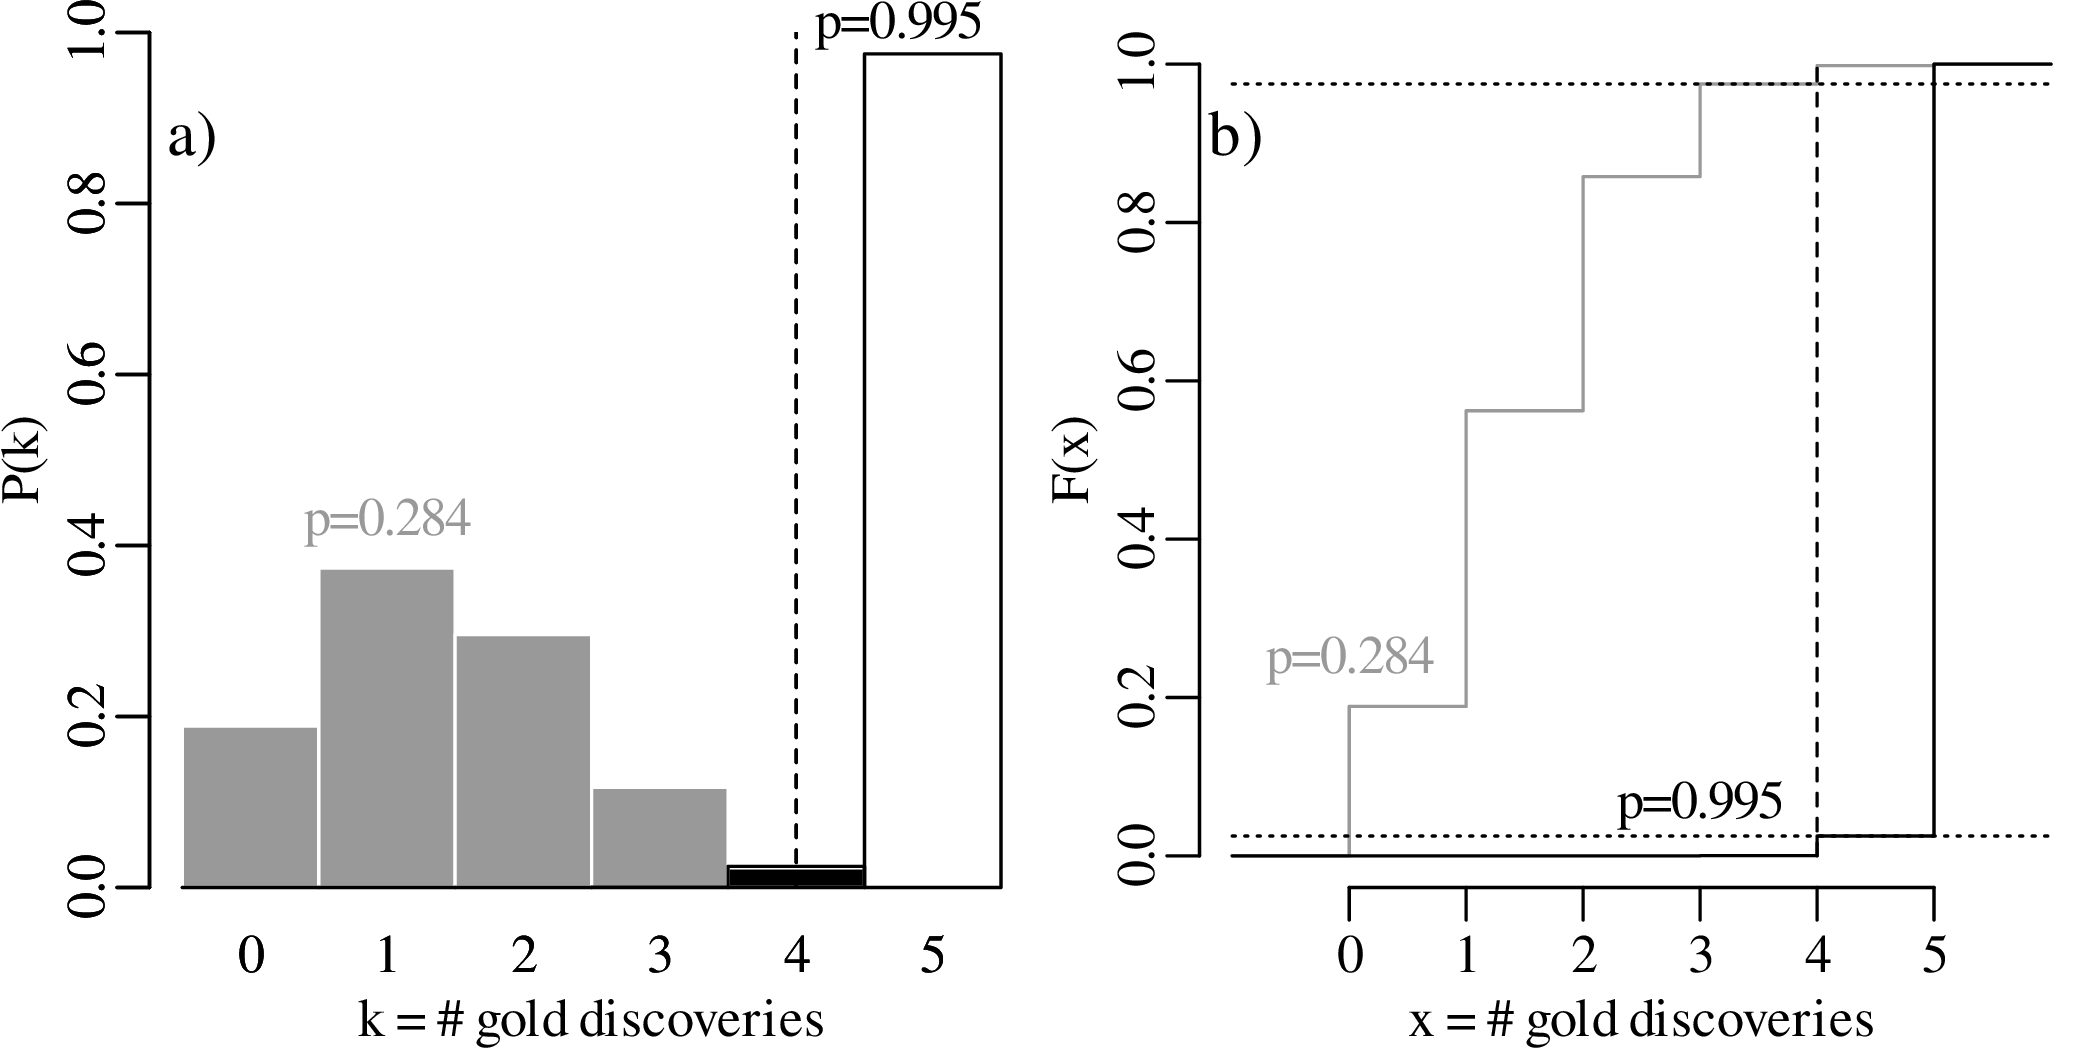 a)
P(k)
1.0
0.8
0.6
0.4
0.2
0.0
p=0.995
p=0.284
0 1 2 3 4 5
k = # gold discoveries
b)
F(x)
1.0
0.8
0.6
0.4
0.2
0.0
p=0.284
p=0.995
0 1 2 3 4 5
x = # gold discoveries